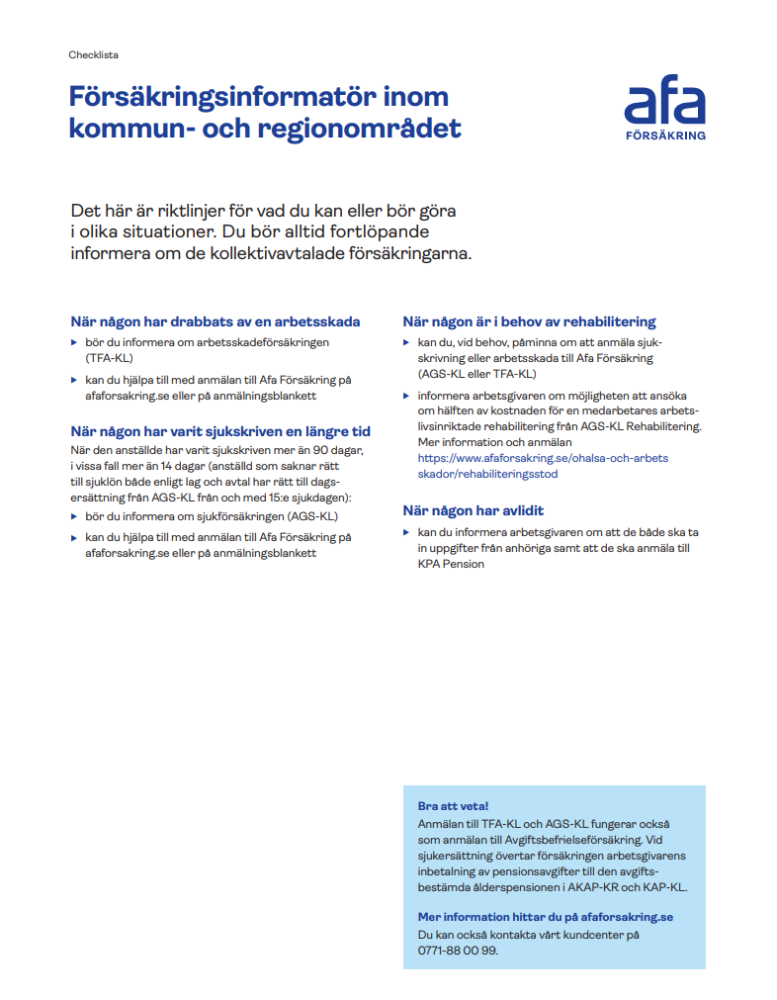 Checklista
Försäkringsinformatör inom
kommun- och regionområdet
afa
FÖRSÄKRING
Det här är riktlinjer för vad du kan eller bör göra
i olika situationer. Du bör alltid fortlöpande
informera om de kollektivavtalade försäkringarna.
När någon har drabbats av en arbetsskada
▶ bör du informera om arbetsskadeförsäkringen
(TFA-KL)
▶ kan du hjälpa till med anmälan till Afa Försäkring på
afaforsakring.se eller på anmälningsblankett
När någon har varit sjukskriven en längre tid
När den anställde har varit sjukskriven mer än 90 dagar,
i vissa fall mer än 14 dagar (anställd som saknar rätt
till sjuklön både enligt lag och avtal har rätt till dags-
ersättning från AGS-KL från och med 15:e sjukdagen):
▶ bör du informera om sjukförsäkringen (AGS-KL)
▶ kan du hjälpa till med anmälan till Afa Försäkring på
afaforsakring.se eller på anmälningsblankett
När någon är i behov av rehabilitering
▶ kan du, vid behov, påminna om att anmäla sjuk-
skrivning eller arbetsskada till Afa Försäkring
(AGS-KL eller TFA-KL)
▶ informera arbetsgivaren om möjligheten att ansöka
om hälften av kostnaden för en medarbetares arbets-
livsinriktade rehabilitering från AGS-KL Rehabilitering.
Mer information och anmälan
https://www.afaforsakring.se/ohalsa-och-arbets
skador/rehabiliteringsstod
När någon har avlidit
▶ kan du informera arbetsgivaren om att de både ska ta
in uppgifter från anhöriga samt att de ska anmäla till
KPA Pension
Bra att veta!
Anmälan till TFA-KL och AGS-KL fungerar också
som anmälan till Avgiftsbefrielseförsäkring. Vid
sjukersättning övertar försäkringen arbetsgivarens
inbetalning av pensionsavgifter till den avgifts-
bestämda ålderspensionen i AKAP-KR och KAP-KL.
Mer information hittar du på afaforsakring.se
Du kan också kontakta vårt kundcenter på
0771-88 00 99.